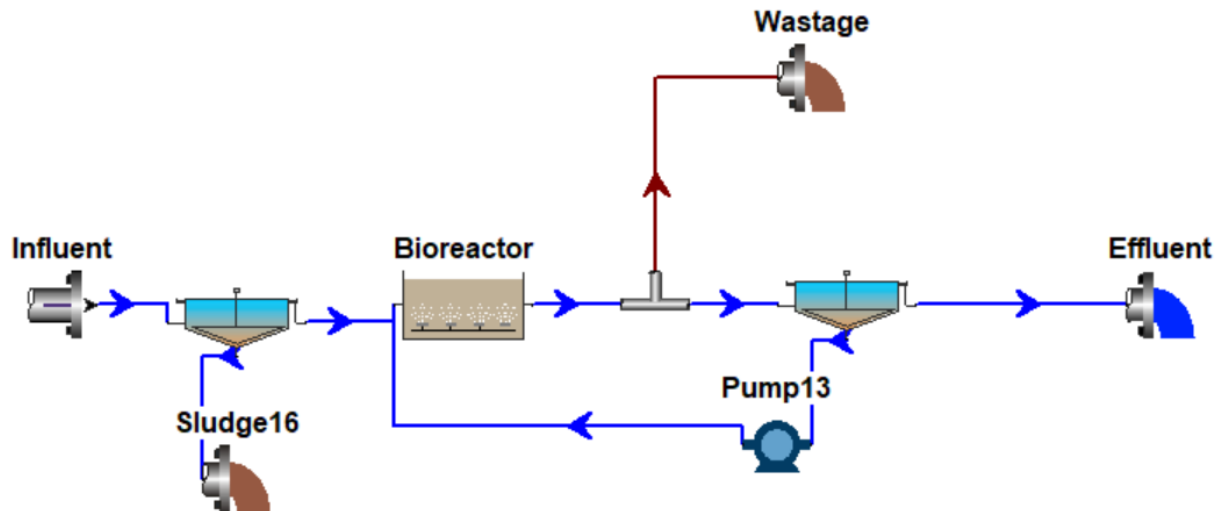 Wastage
Influent
Bioreactor
Effluent
Pump13
Sludge16